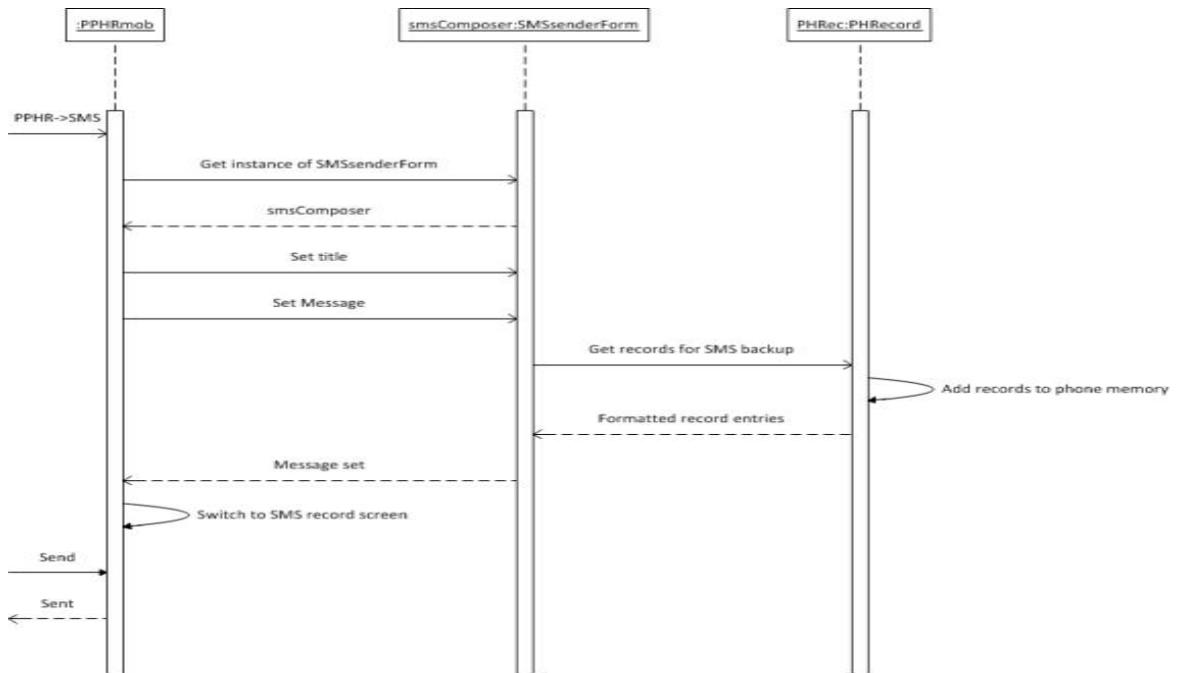 :PPHRmob
smsComposer:SMSsenderForm
PHRec:PHRecord
PPHR->SMS
Get instance of SMSsenderForm
smsComposer
Set title
Set Message
Get records for SMS backup
Add records to phone memory
Formatted record entries
Message set
Switch to SMS record screen
Send
Sent